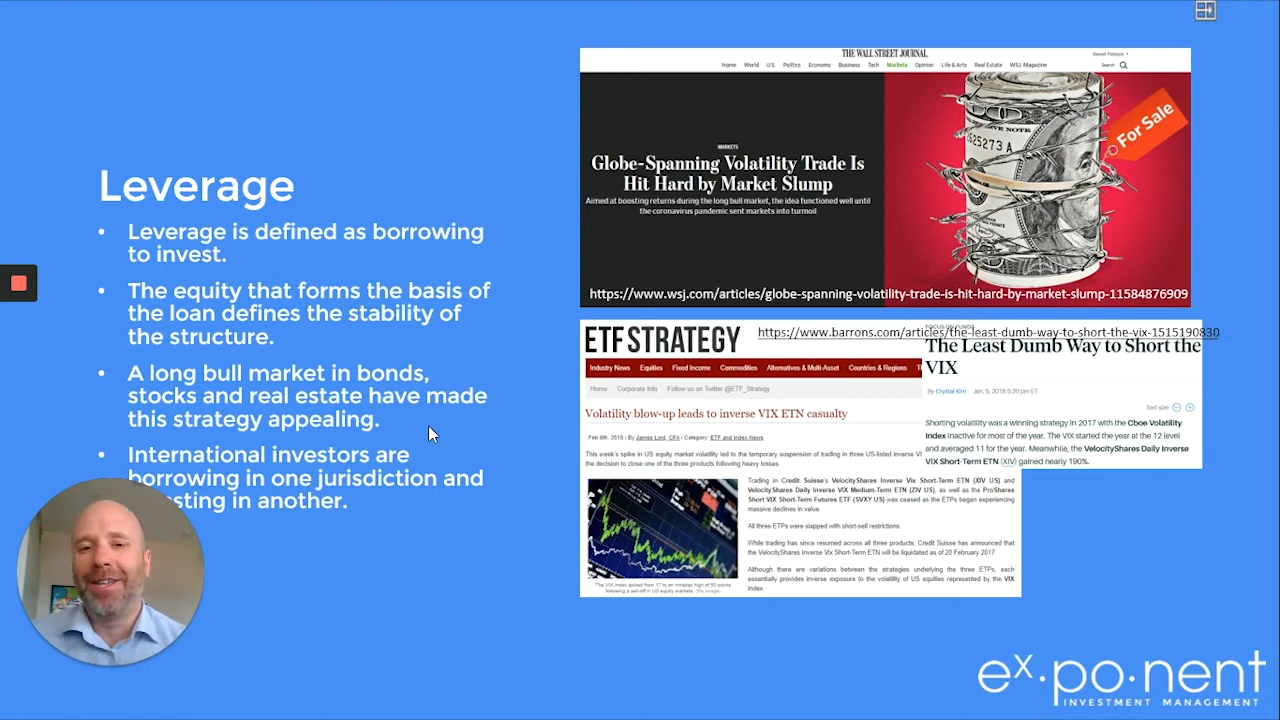 Leverage
• Leverage is defined as borrowing
to invest.
• The equity that forms the basis of
the loan defines the stability of
the structure.
• A long bull market in bonds,
stocks and real estate have made
this strategy appealing.
• International investors are
borrowing in one jurisdiction and
in another.
THE WALL STREET JOURNAL
Home World U.S. Politics Economy Business Tech Markets Opinion Life & Arts Real Estate WSJ Magazine
Search
MARKETS
Globe-Spanning Volatility Trade Is
Hit Hard by Market Slump
Aimed at boosting returns during the long bull market, the idea functioned well until
the coronavirus pandemic sent markets into turmoil
For Sale
https://www.wsj.com/articles/globe-spanning-volatility-trade-is-hit-hard-by-market-slump-11584876909
ETF STRATEGY
Industry News Equities Fixed Income Commodities Alternatives & Multi-Asset Countries & Regions
Home Corporate Info Follow us on Twitter @ETF_Strategy
Volatility blow-up leads to inverse VIX ETN casualty
Feb 6th, 2018 | By James Lord, CFA | Category: ETF and Index News
This week's spike in US equity market volatility led to the temporary suspension of trading in three US-listed inverse
the decision to close one of the three products following heavy losses.
Trading in Credit Suisse's VelocityShares Inverse Vix Short-Term ETN (XIV US) and
VelocityShares Daily Inverse VIX Medium-Term ETN (ZIV US), as well as the ProShares
Short VIX Short-Term Futures ETF (SVXY US) was ceased as the ETPs began experiencing
massive declines in value.
All three ETPs were slapped with short-sell restrictions.
While trading has since resumed across all three products, Credit Suisse has announced that
the VelocityShares Inverse Vix Short-Term ETN will be liquidated as of 20 February 2017.
Although there are variations between the strategies underlying the three ETPs, each
essentially provides inverse exposure to the volatility of US equities represented by the VIX
Index
The VIX Index spiked from 17 to an intraday high of 50 points
following a sell-off in US equity markets.
https://www.barrons.com/articles/the-least-dumb-way-to-short-the-vix-1515190830
FOCUS ON FUNDS
The Least Dumb Way to Short the
VIX
By Crystal Kim Jan. 5, 2018 5:20 pm ET
Text size
Shorting volatility was a winning strategy in 2017 with the Cboe Volatility
Index inactive for most of the year. The VIX started the year at the 12 level
and averaged 11 for the year. Meanwhile, the VelocityShares Daily Inverse
VIX Short-Term ETN (XIV) gained nearly 190%.
ex·po·nent
INVESTMENT MANAGEMENT